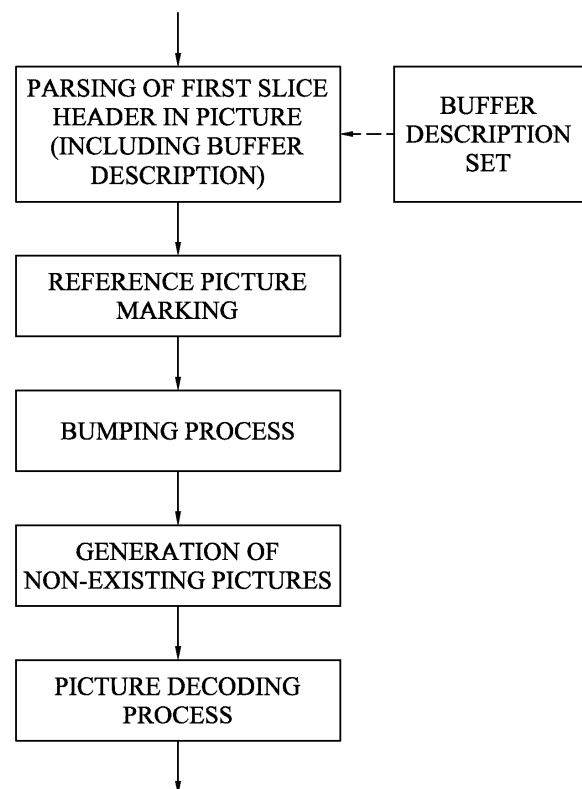 PARSING OF FIRST SLICE
HEADER IN PICTURE
(INCLUDING BUFFER
DESCRIPTION)
BUFFER
DESCRIPTION
SET
REFERENCE PICTURE
MARKING
BUMPING PROCESS
GENERATION OF
NON-EXISTING PICTURES
PICTURE DECODING
PROCESS